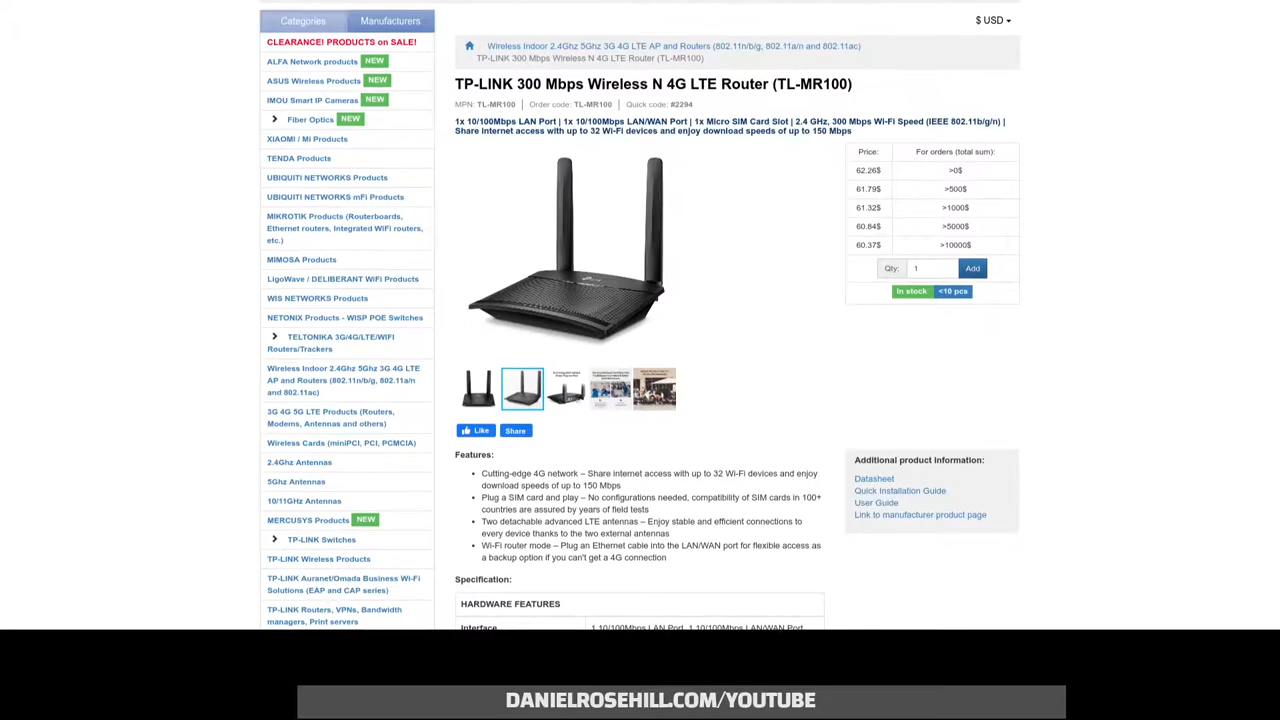 Categories
Manufacturers
$ USD
CLEARANCE! PRODUCTS on SALE!
ALFA Network products NEW
ASUS Wireless Products NEW
IMOU Smart IP Cameras NEW
Fiber Optics NEW
XIAOMI / Mi Products
TENDA Products
UBIQUITI NETWORKS Products
UBIQUITI NETWORKS mFi Products
MIKROTIK Products (Routerboards,
Ethernet routers, Integrated WiFi routers,
etc.)
MIMOSA Products
LigoWave / DELIBERANT WiFi Products
WIS NETWORKS Products
NETONIX Products - WISP POE Switches
TELTONIKA 3G/4G/LTE/WIFI
Routers/Trackers
Wireless Indoor 2.4Ghz 5Ghz 3G 4G LTE
AP and Routers (802.11n/b/g, 802.11a/n
and 802.11ac)
3G 4G 5G LTE Products (Routers,
Modems, Antennas and others)
Wireless Cards (miniPCI, PCI, PCMCIA)
2.4Ghz Antennas
5Ghz Antennas
10/11GHz Antennas
MERCUSYS Products NEW
TP-LINK Switches
TP-LINK Wireless Products
TP-LINK Auranet/Omada Business Wi-Fi
Solutions (EAP and CAP series)
TP-LINK Routers, VPNs, Bandwidth
managers, Print servers
Wireless Indoor 2.4Ghz 5Ghz 3G 4G LTE AP and Routers (802.11n/b/g, 802.11a/n and 802.11ac)
TP-LINK 300 Mbps Wireless N 4G LTE Router (TL-MR100)
TP-LINK 300 Mbps Wireless N 4G LTE Router (TL-MR100)
MPN: TL-MR100 | Order code: TL-MR100 | Quick code: #2294
1x 10/100Mbps LAN Port | 1x 10/100Mbps LAN/WAN Port | 1x Micro SIM Card Slot | 2.4 GHz, 300 Mbps Wi-Fi Speed (IEEE 802.11b/g/n) |
Share internet access with up to 32 Wi-Fi devices and enjoy download speeds of up to 150 Mbps
Price: For orders (total sum):
62.26$ >0$
61.79$ >500$
61.32$ >1000$
60.84$ >5000$
60.37$ >10000$
Qty: 1 Add
In stock <10 pcs
Like Share
Features:
• Cutting-edge 4G network – Share internet access with up to 32 Wi-Fi devices and enjoy
download speeds of up to 150 Mbps
• Plug a SIM card and play – No configurations needed, compatibility of SIM cards in 100+
countries are assured by years of field tests
• Two detachable advanced LTE antennas – Enjoy stable and efficient connections to
every device thanks to the two external antennas
• Wi-Fi router mode – Plug an Ethernet cable into the LAN/WAN port for flexible access as
a backup option if you can't get a 4G connection
Specification:
HARDWARE FEATURES
Interface 1 10/100Mbps LAN Port, 1 10/100Mbps LAN/WAN Port,
Additional product information:
Datasheet
Quick Installation Guide
User Guide
Link to manufacturer product page
DANIELROSEHILL.COM/YOUTUBE